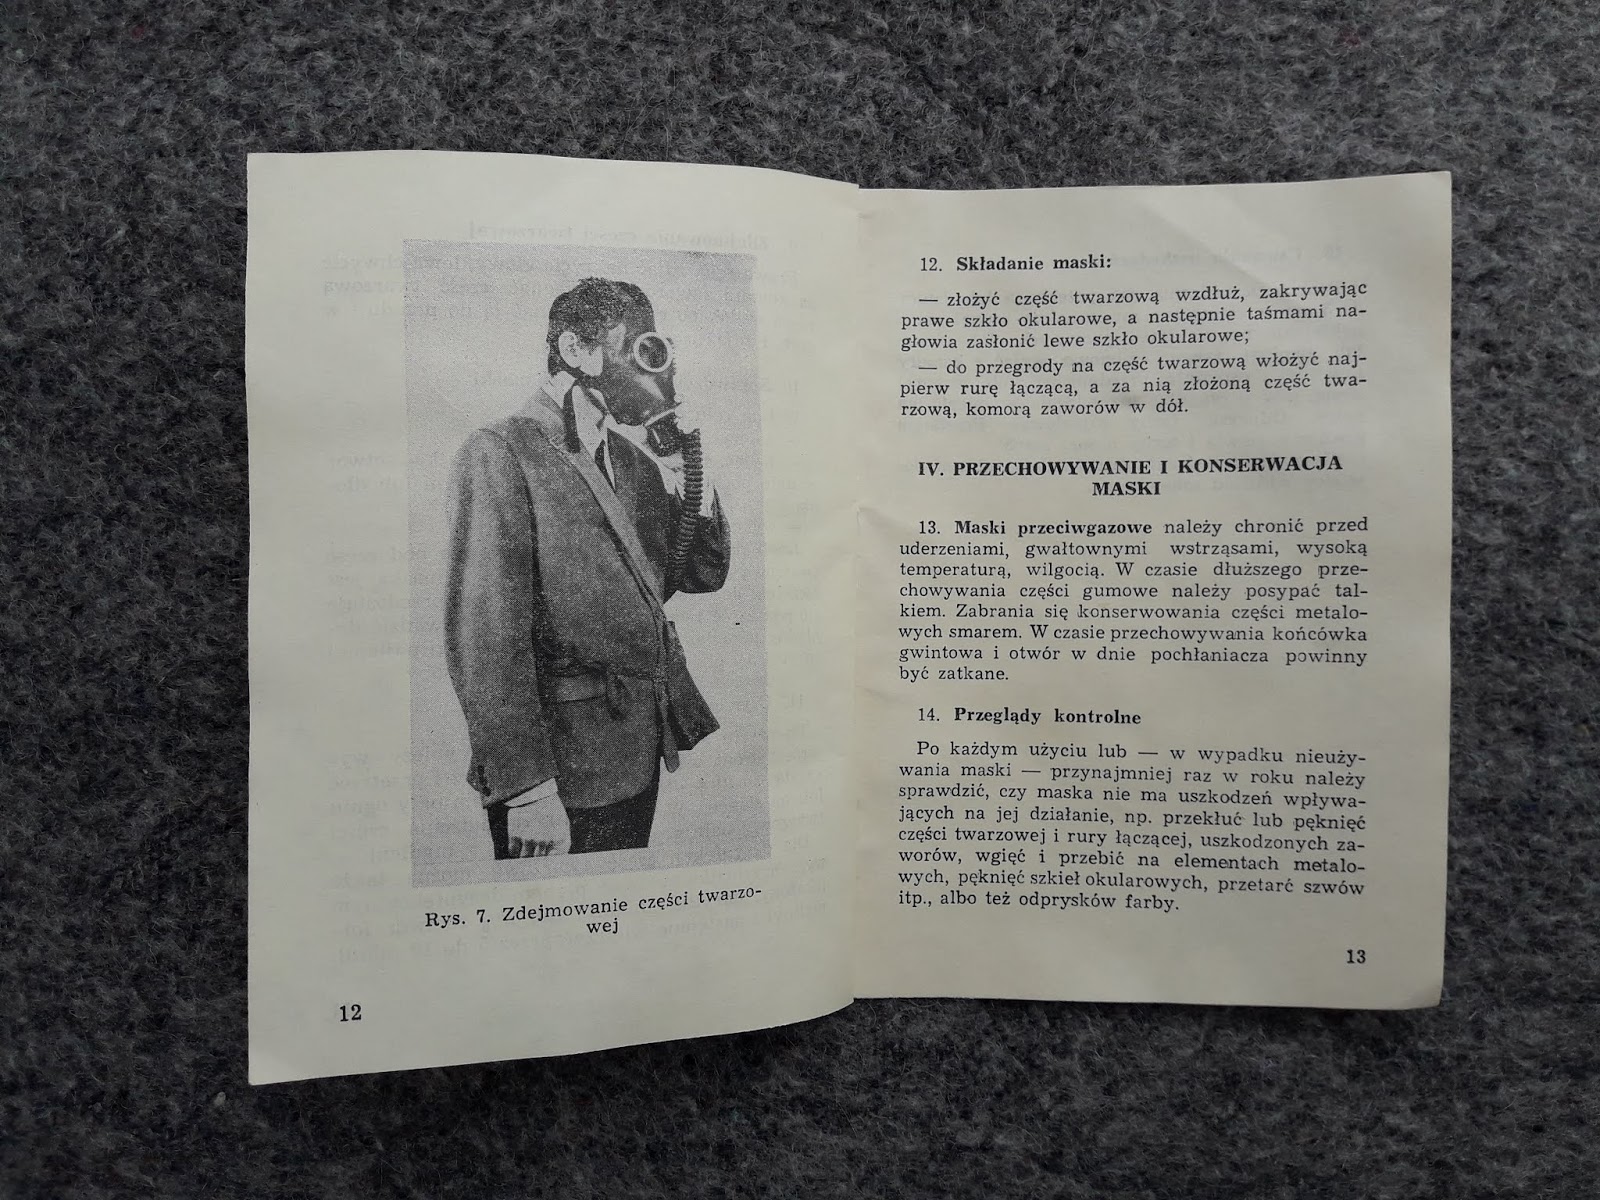 Rys. 7. Zdejmowanie części twarzo-
wej
12
12. Składanie maski:
— złożyć część twarzową wzdłuż, zakrywając
prawe szkło okularowe, a następnie taśmami na-
głowia zasłonić lewe szkło okularowe;
— do przegrody na część twarzową włożyć naj-
pierw rurę łączącą, a za nią złożoną część twa-
rzową, komorą zaworów w dół.
IV. PRZECHOWYWANIE I KONSERWACJA
MASKI
13. Maski przeciwgazowe należy chronić przed
uderzeniami, gwałtownymi wstrząsami, wysoką
temperaturą, wilgocią. W czasie dłuższego prze-
chowywania części gumowe należy posypać tal-
kiem. Zabrania się konserwowania części metalo-
wych smarem. W czasie przechowywania końcówka
gwintowa i otwór w dnie pochłaniacza powinny
być zatkane.
14. Przeglądy kontrolne
Po każdym użyciu lub — w wypadku nieuży-
wania maski — przynajmniej raz w roku należy
sprawdzić, czy maska nie ma uszkodzeń wpływa-
jących na jej działanie, np. przekłuć lub pęknięć
części twarzowej i rury łączącej, uszkodzonych za-
worów, wgięć i przebić na elementach metalo-
wych, pęknięć szkieł okularowych, przetarć szwów
itp., albo też odprysków farby.
13